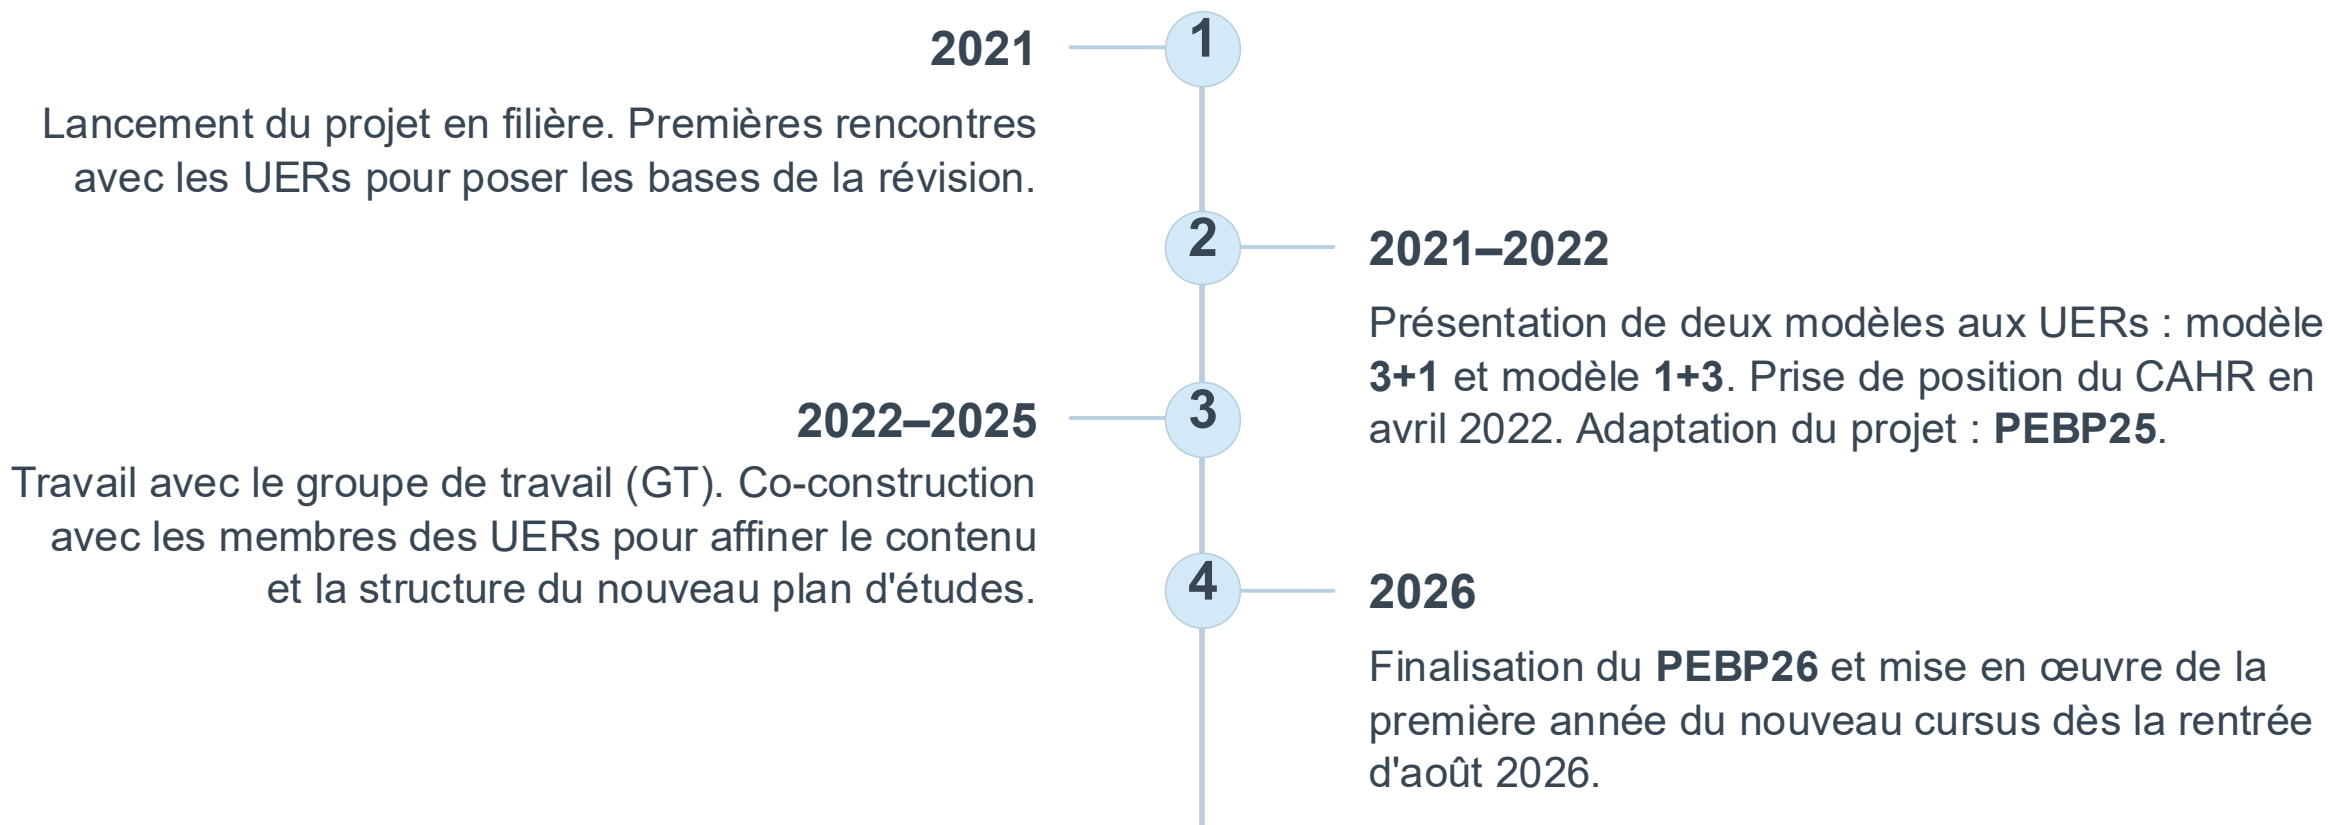 1
2021
Lancement du projet en filière. Premières rencontres
avec les UERs pour poser les bases de la révision.
2
2021–2022
Présentation de deux modèles aux UERs : modèle
3+1 et modèle 1+3. Prise de position du CAHR en
avril 2022. Adaptation du projet : PEBP25.
3
2022–2025
Travail avec le groupe de travail (GT). Co-construction
avec les membres des UERs pour affiner le contenu
et la structure du nouveau plan d'études.
4
2026
Finalisation du PEBP26 et mise en œuvre de la
première année du nouveau cursus dès la rentrée
d'août 2026.